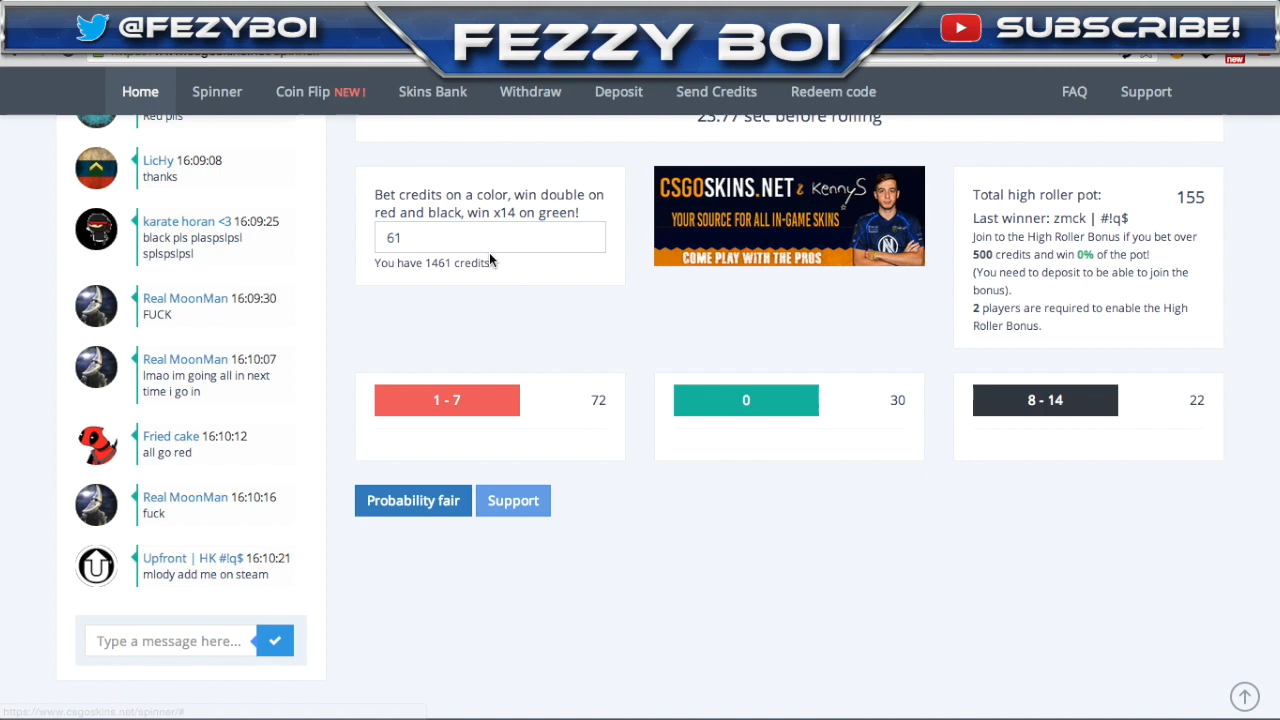 @FEZYBOI
FEZZY BOI
SUBSCRIBE!
new
Home
Spinner
Coin Flip NEW !
Skins Bank
Withdraw
Deposit
Send Credits
Redeem code
FAQ
Support
Red pils
LicHy 16:09:08
thanks
karate horan <3 16:09:25
black pls plaspslpsl
splspslpsl
Real MoonMan 16:09:30
FUCK
Real MoonMan 16:10:07
lmao im going all in next
time i go in
Fried cake 16:10:12
all go red
Real MoonMan 16:10:16
fuck
Upfront | HK #!q$ 16:10:21
mlody add me on steam
Type a message here...
23.77 sec before rolling
Bet credits on a color, win double on
red and black, win x14 on green!
61
You have 1461 credits
CSGOSKINS.NET & KennyS
YOUR SOURCE FOR ALL IN-GAME SKINS
COME PLAY WITH THE PROS
Total high roller pot: 155
Last winner: zmck | #!q$
Join to the High Roller Bonus if you bet over
500 credits and win 0% of the pot!
(You need to deposit to be able to join the
bonus).
2 players are required to enable the High
Roller Bonus.
1 - 7 72
0 30
8 - 14 22
Probability fair
Support
https://www.csgoskins.net/spinner/#